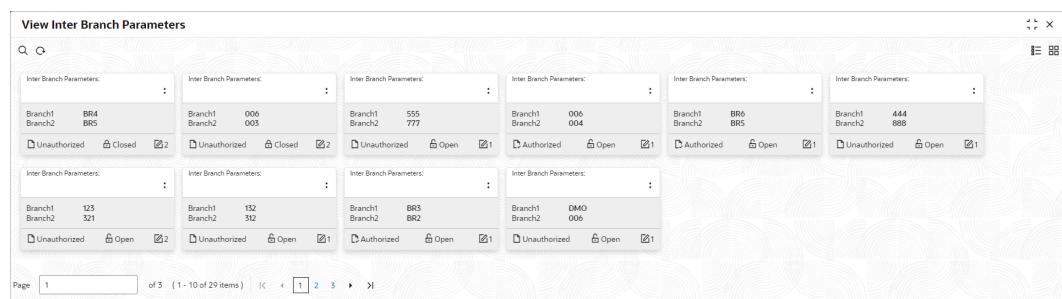 View Inter Branch Parameters
Inter Branch Parameters: Inter Branch Parameters: Inter Branch Parameters: Inter Branch Parameters: Inter Branch Parameters: Inter Branch Parameters:
Branch1 BR4 Branch1 006 Branch1 555 Branch1 006 Branch1 BR6 Branch1 444
Branch2 BR5 Branch2 003 Branch2 777 Branch2 004 Branch2 BR5 Branch2 888
Unauthorized Closed 2 Unauthorized Closed 2 Unauthorized Open 1 Authorized Open 1 Authorized Open 1 Unauthorized Open 1
Inter Branch Parameters: Inter Branch Parameters: Inter Branch Parameters: Inter Branch Parameters:
Branch1 123 Branch1 132 Branch1 BR3 Branch1 DMO
Branch2 321 Branch2 312 Branch2 BR2 Branch2 006
Unauthorized Open 2 Unauthorized Open 1 Authorized Open 1 Unauthorized Open 1
Page 1 of 3 (1 - 10 of 29 items) 1 2 3